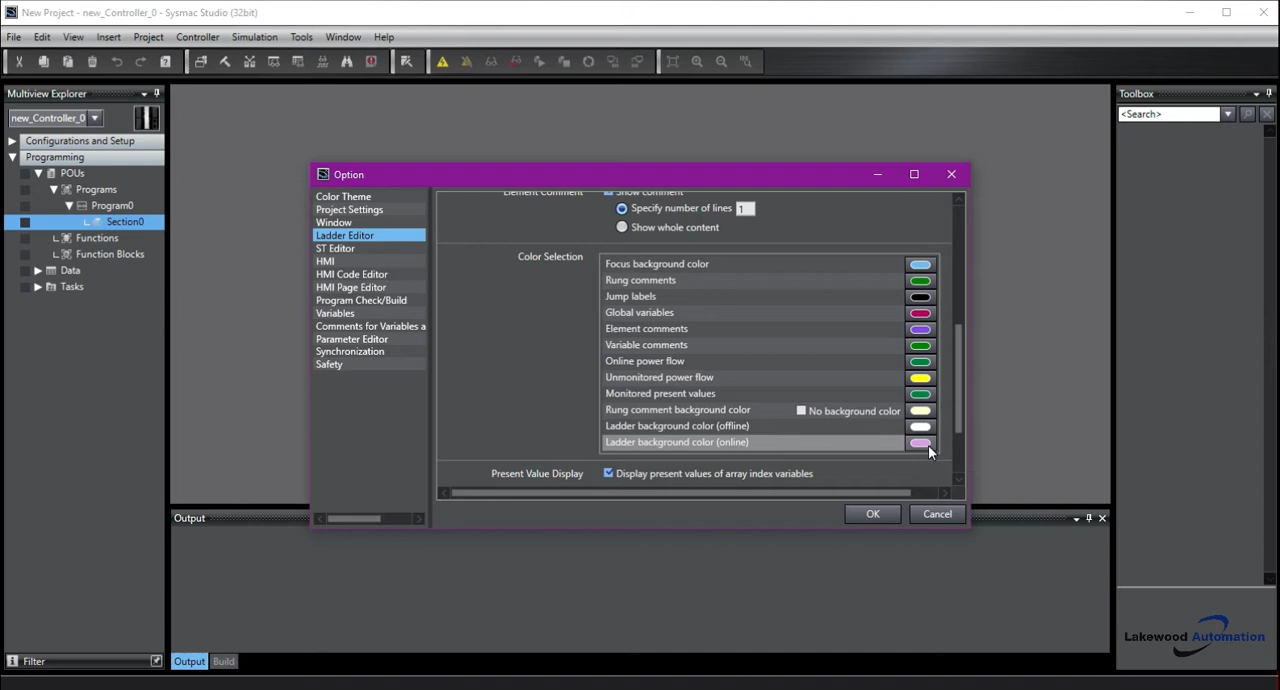 New Project - new_Controller_0 - Sysmac Studio (32bit)
File Edit View Insert Project Controller Simulation Tools Window Help
Multiview Explorer
new_Controller_0
Configurations and Setup
Programming
POUs
Programs
Program0
Section0
Functions
Function Blocks
Data
Tasks
Filter
Option
Color Theme
Project Settings
Window
Ladder Editor
ST Editor
HMI
HMI Code Editor
HMI Page Editor
Program Check/Build
Variables
Comments for Variables a
Parameter Editor
Synchronization
Safety
Element Comment Show comment
Specify number of lines 1
Show whole content
Color Selection
Focus background color
Rung comments
Jump labels
Global variables
Element comments
Variable comments
Online power flow
Unmonitored power flow
Monitored present values
Rung comment background color No background color
Ladder background color (offline)
Ladder background color (online)
Present Value Display Display present values of array index variables
OK Cancel
Output
Output Build
Toolbox
<Search>
Lakewood Automation